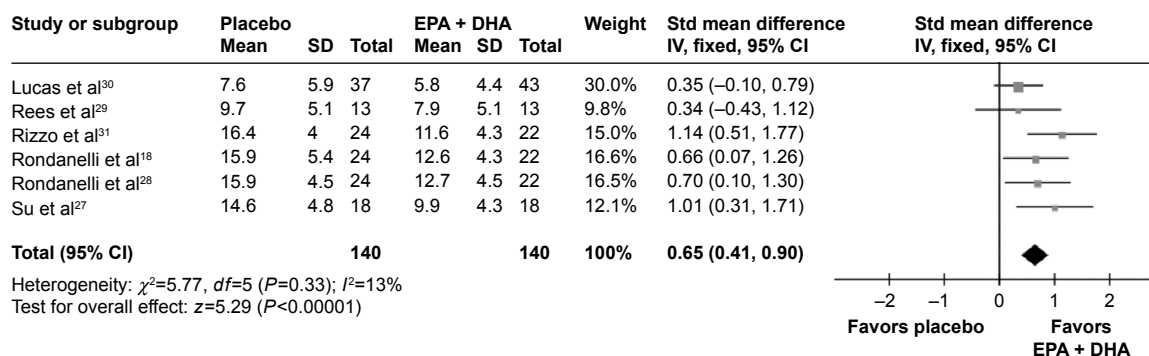 Study or subgroup Placebo EPA + DHA Weight Std mean difference Std mean difference
Mean SD Total Mean SD Total IV, fixed, 95% CI IV, fixed, 95% CI
Lucas et al³⁰ 7.6 5.9 37 5.8 4.4 43 30.0% 0.35 (–0.10, 0.79)
Rees et al²⁹ 9.7 5.1 13 7.9 5.1 13 9.8% 0.34 (–0.43, 1.12)
Rizzo et al³¹ 16.4 4 24 11.6 4.3 22 15.0% 1.14 (0.51, 1.77)
Rondanelli et al¹⁸ 15.9 5.4 24 12.6 4.3 22 16.6% 0.66 (0.07, 1.26)
Rondanelli et al²⁸ 15.9 4.5 24 12.7 4.5 22 16.5% 0.70 (0.10, 1.30)
Su et al²⁷ 14.6 4.8 18 9.9 4.3 18 12.1% 1.01 (0.31, 1.71)
Total (95% CI) 140 140 100% 0.65 (0.41, 0.90)
Heterogeneity: χ²=5.77, df=5 (P=0.33); I²=13%
Test for overall effect: z=5.29 (P<0.00001)
–2 –1 0 1 2
Favors placebo Favors
EPA + DHA